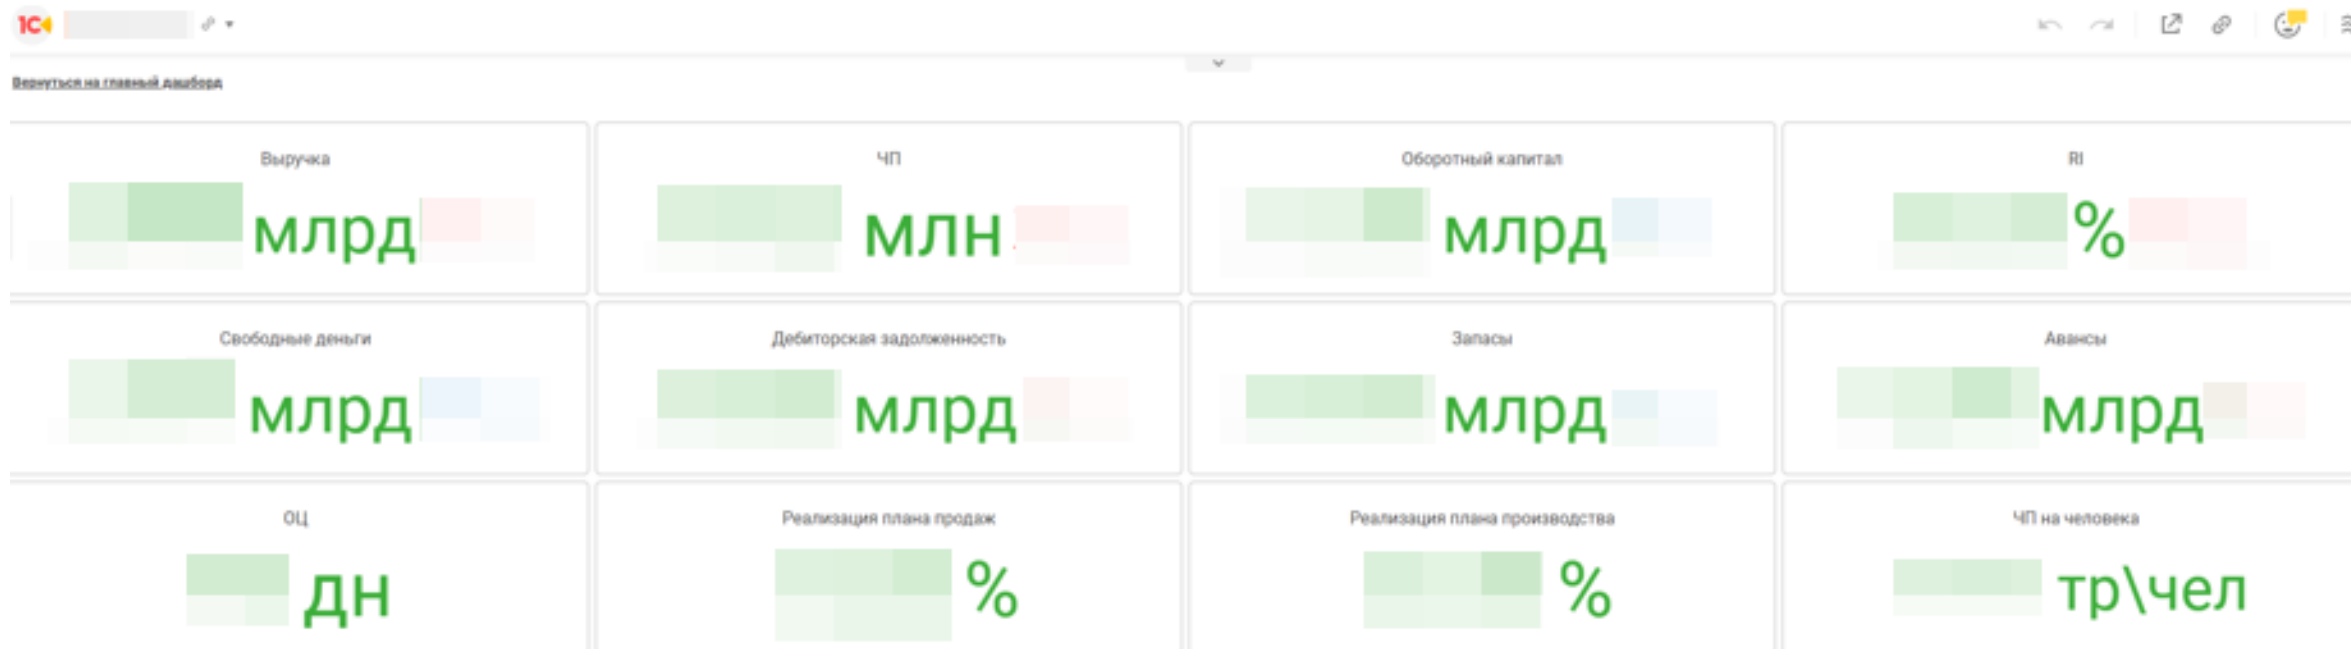 1С
Вернуться на главный дашборд
Выручка
млрд
ЧП
млн
Оборотный капитал
млрд
RI
%
Свободные деньги
млрд
Дебиторская задолженность
млрд
Запасы
млрд
Авансы
млрд
ОЦ
дн
Реализация плана продаж
%
Реализация плана производства
%
ЧП на человека
тр\чел